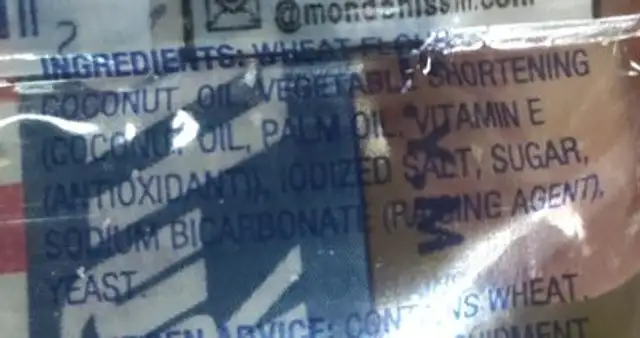 @mondenissin.com
INGREDIENTS: WHEAT FLOUR,
COCONUT OIL, VEGETABLE SHORTENING
(COCONUT OIL, PALM OIL, VITAMIN E
(ANTIOXIDANT)), IODIZED SALT, SUGAR,
SODIUM BICARBONATE (RAISING AGENT),
YEAST.
ADVICE: CONTAINS WHEAT.